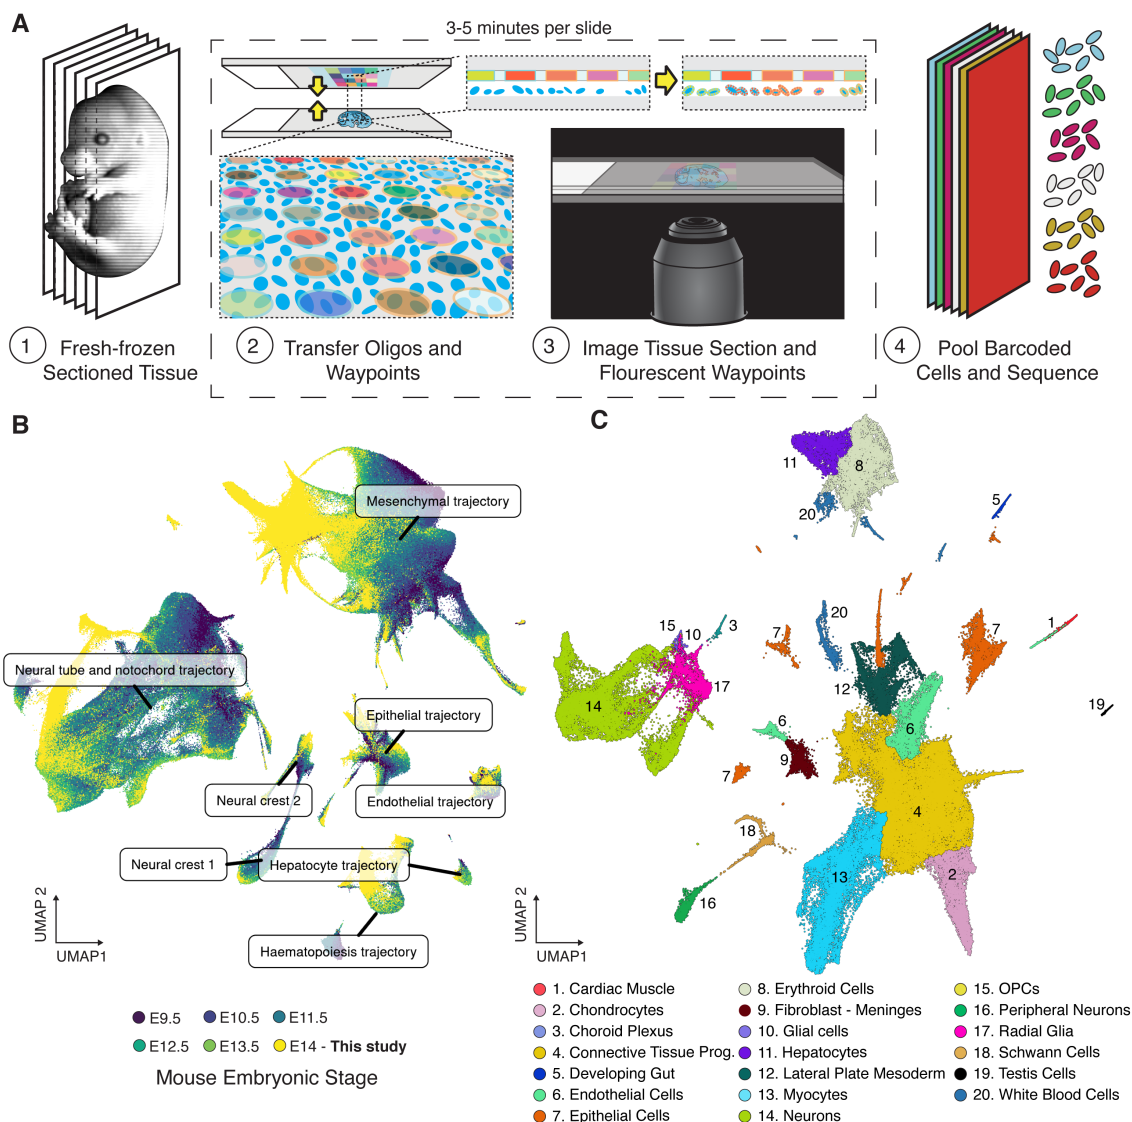 A
3-5 minutes per slide
1
Fresh-frozen
Sectioned Tissue
2
Transfer Oligos and
Waypoints
3
Image Tissue Section and
Flourescent Waypoints
4
Pool Barcoded
Cells and Sequence
B
Mesenchymal trajectory
Neural tube and notochord trajectory
Epithelial trajectory
Neural crest 2
Endothelial trajectory
Neural crest 1
Hepatocyte trajectory
Haematopoiesis trajectory
UMAP 2
UMAP1
E9.5
E10.5
E11.5
E12.5
E13.5
E14 - This study
Mouse Embryonic Stage
C
11
8
20
5
15
10
3
20
7
7
1
17
12
14
19
6
6
9
7
4
18
13
2
16
UMAP 2
UMAP1
1. Cardiac Muscle
2. Chondrocytes
3. Choroid Plexus
4. Connective Tissue Prog.
5. Developing Gut
6. Endothelial Cells
7. Epithelial Cells
8. Erythroid Cells
9. Fibroblast - Meninges
10. Glial cells
11. Hepatocytes
12. Lateral Plate Mesoderm
13. Myocytes
14. Neurons
15. OPCs
16. Peripheral Neurons
17. Radial Glia
18. Schwann Cells
19. Testis Cells
20. White Blood Cells